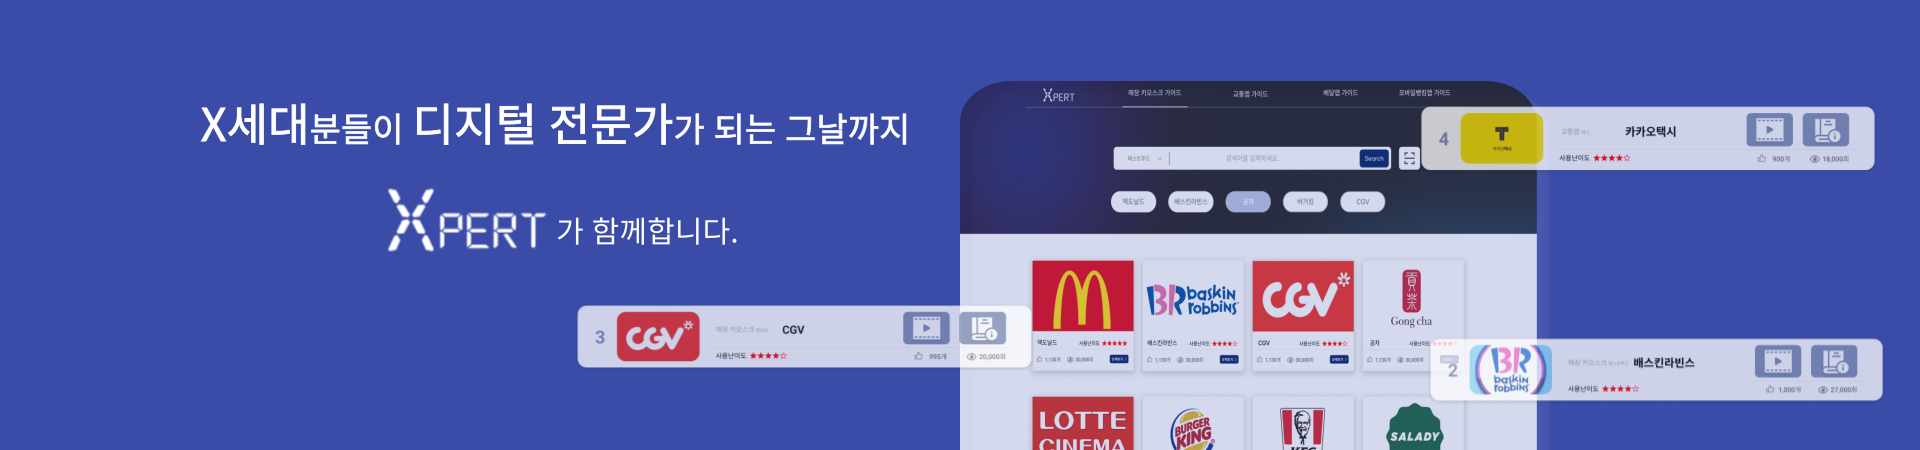 X세대분들이 디지털 전문가가 되는 그날까지
XPERT 가 함께합니다.
XPERT
매장 키오스크 가이드
교통앱 가이드
배달앱 가이드
모바일뱅킹앱 가이드
패스트푸드
검색어를 입력하세요.
Search
맥도날드
배스킨라빈스
공차
버거킹
CGV
4
T
카카오택시
교통앱 택시
카카오택시
사용난이도 ★★★★☆
900개
18,000회
3
CGV
매장 키오스크
CGV
사용난이도 ★★★★☆
995개
20,000회
M
맥도날드
사용난이도 ★★★★★
1,130개
30,000회
BR
baskin
robbins
배스킨라빈스
사용난이도 ★★★★☆
1,130개
30,000회
CGV
CGV
사용난이도 ★★★★☆
1,130개
30,000회
貢茶
Gong cha
공차
사용난이도
1,130개
30,000회
2
BR
baskin
robbins
매장 키오스크
배스킨라빈스
사용난이도 ★★★★☆
1,000개
27,000회
LOTTE
CINEMA
BURGER
KING
KFC
SALADY